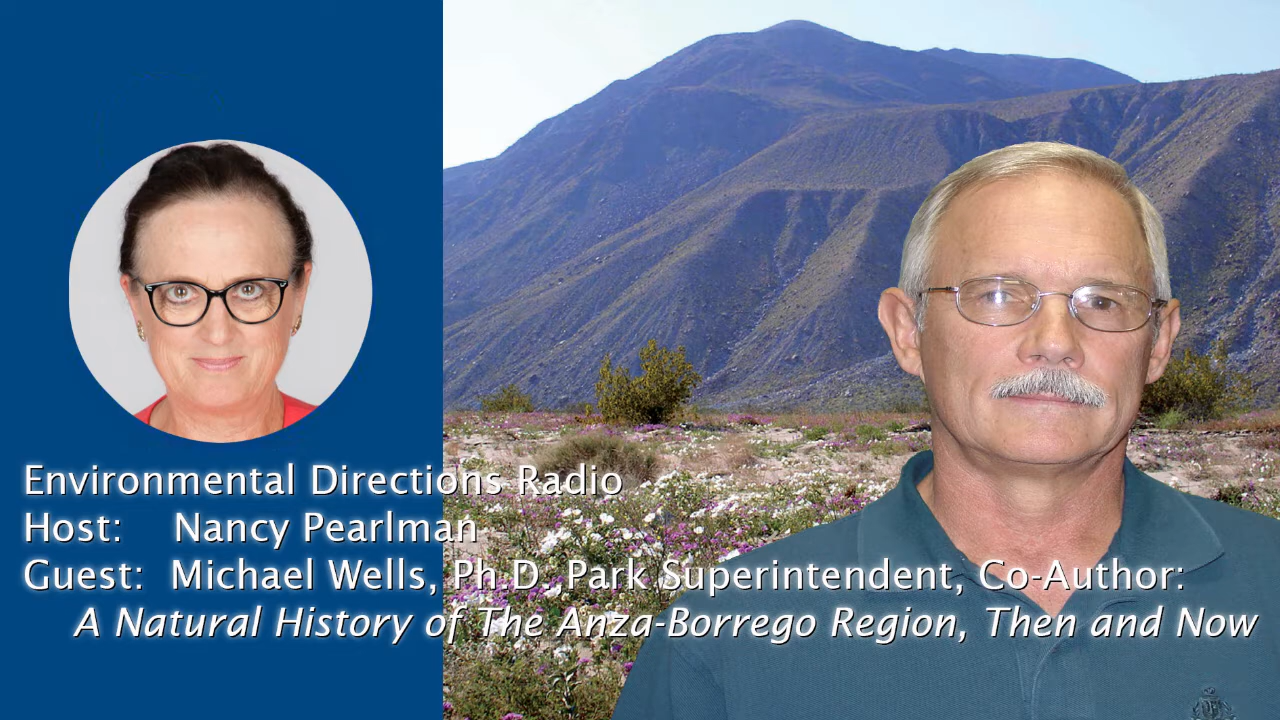 Environmental Directions Radio
Host: Nancy Pearlman
Guest: Michael Wells, Ph.D. Park Superintendent, Co-Author:
A Natural History of The Anza-Borrego Region, Then and Now